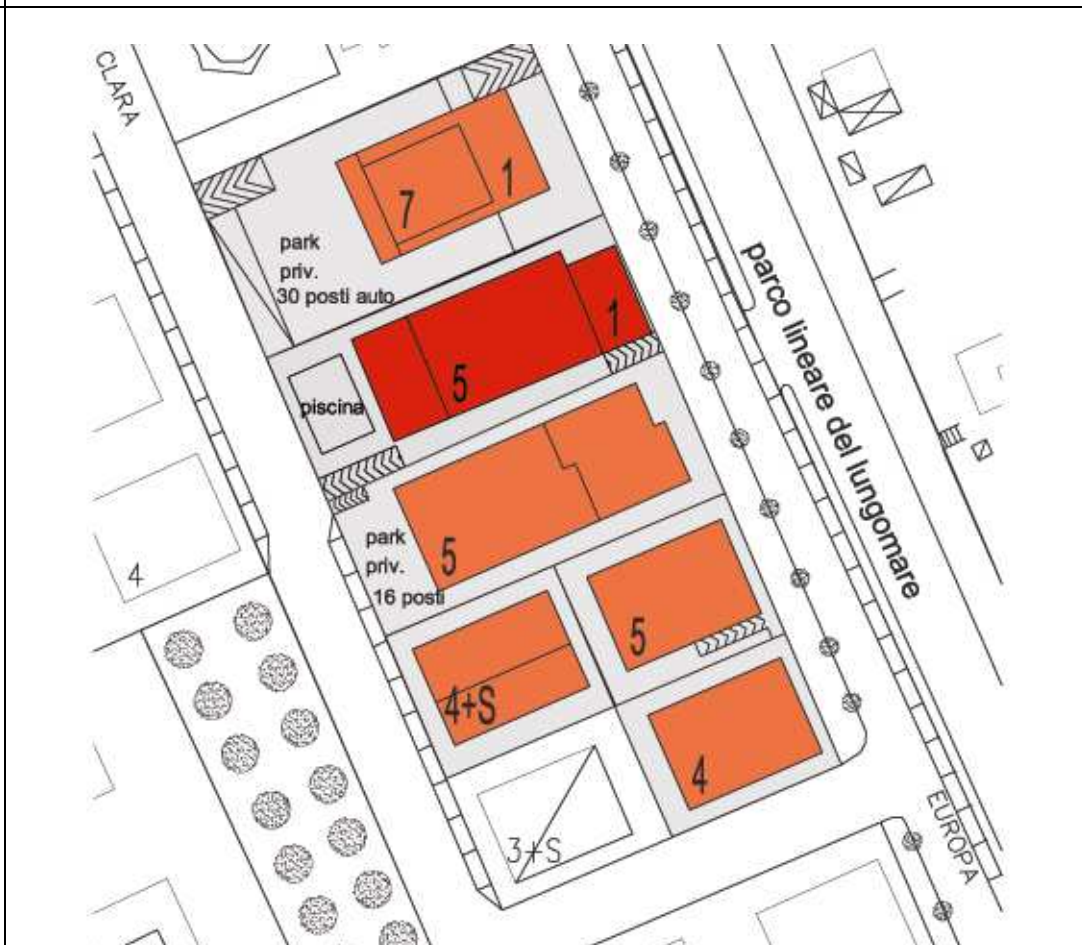 CLARA
7
1
park
priv.
30 posti auto
1
5
piscina
parco lineare del lungomare
park
priv.
16 posti
5
4
5
4+S
4
3+S
EUROPA